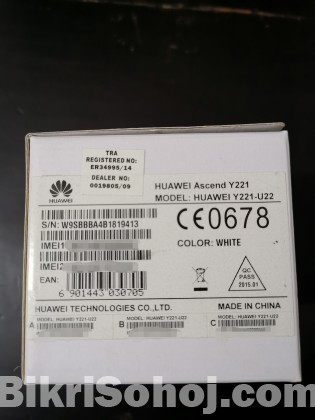 TRA
REGISTERED NO:
ER34995/14
DEALER NO:
0019805/09
HUAWEI
HUAWEI Ascend Y221
MODEL: HUAWEI Y221-U22
S/N: W9SBBBA4B1819413
CE0678
IMEI1
COLOR: WHITE
IMEI2
QC
PASS
2015.01
EAN:
6 901443 030705
HUAWEI TECHNOLOGIES CO.,LTD.
MADE IN CHINA
MODEL: HUAWEI Y221-U22
A
MODEL: HUAWEI Y221-U22
B
MODEL: HUAWEI Y221-U22
C
BikriSohoj.com